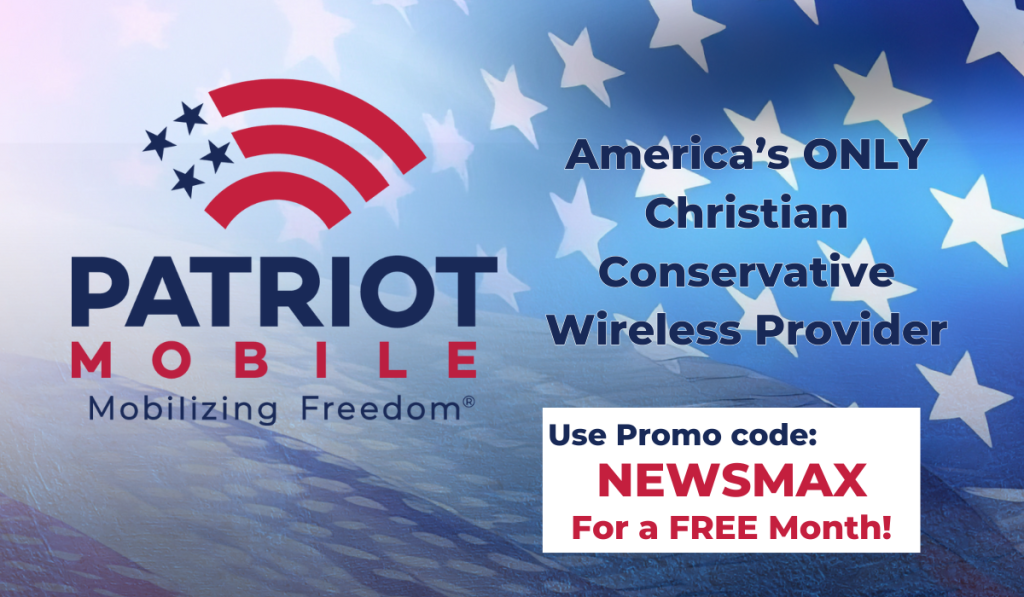 PATRIOT
MOBILE
Mobilizing Freedom®
America’s ONLY
Christian
Conservative
Wireless Provider
Use Promo code:
NEWSMAX
For a FREE Month!